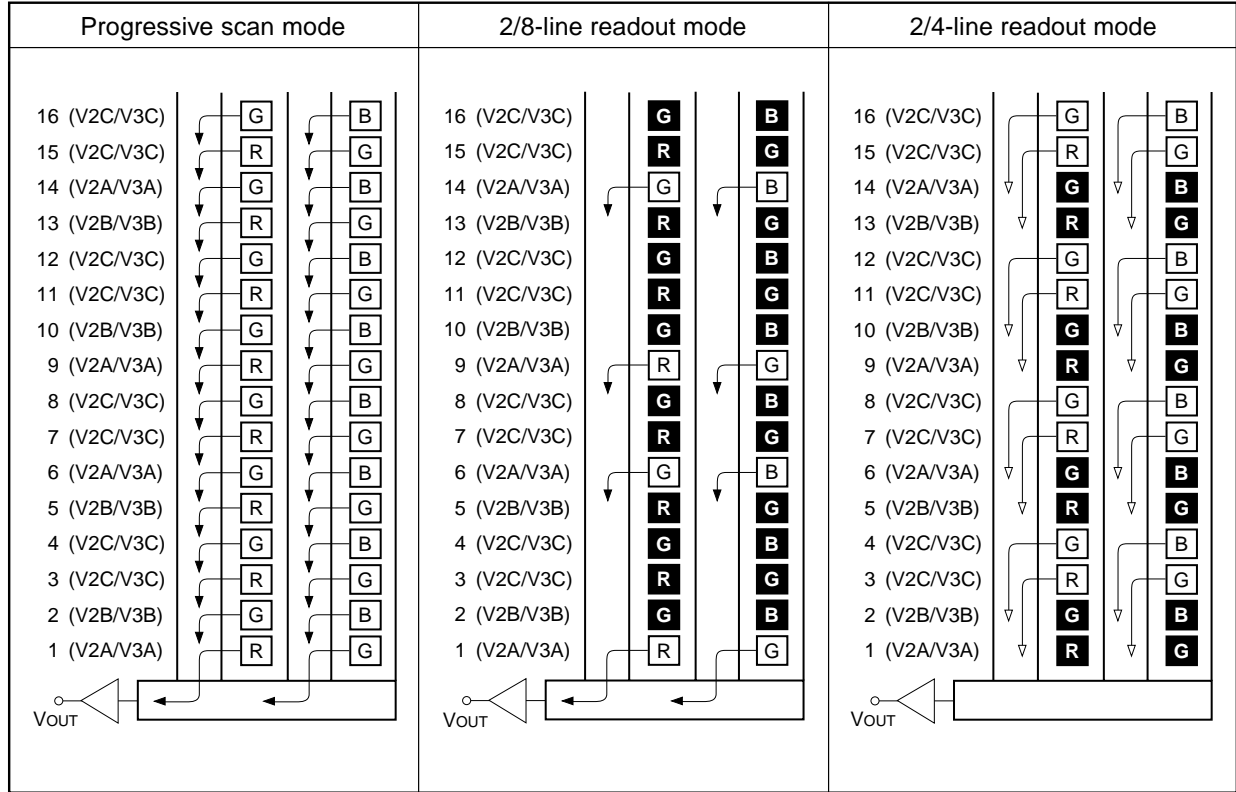 Progressive scan mode
16 (V2C/V3C) G B
15 (V2C/V3C) R G
14 (V2A/V3A) G B
13 (V2B/V3B) R G
12 (V2C/V3C) G B
11 (V2C/V3C) R G
10 (V2B/V3B) G B
9 (V2A/V3A) R G
8 (V2C/V3C) G B
7 (V2C/V3C) R G
6 (V2A/V3A) G B
5 (V2B/V3B) R G
4 (V2C/V3C) G B
3 (V2C/V3C) R G
2 (V2B/V3B) G B
1 (V2A/V3A) R G
VOUT
2/8-line readout mode
16 (V2C/V3C) G B
15 (V2C/V3C) R G
14 (V2A/V3A) G B
13 (V2B/V3B) R G
12 (V2C/V3C) G B
11 (V2C/V3C) R G
10 (V2B/V3B) G B
9 (V2A/V3A) R G
8 (V2C/V3C) G B
7 (V2C/V3C) R G
6 (V2A/V3A) G B
5 (V2B/V3B) R G
4 (V2C/V3C) G B
3 (V2C/V3C) R G
2 (V2B/V3B) G B
1 (V2A/V3A) R G
VOUT
2/4-line readout mode
16 (V2C/V3C) G B
15 (V2C/V3C) R G
14 (V2A/V3A) G B
13 (V2B/V3B) R G
12 (V2C/V3C) G B
11 (V2C/V3C) R G
10 (V2B/V3B) G B
9 (V2A/V3A) R G
8 (V2C/V3C) G B
7 (V2C/V3C) R G
6 (V2A/V3A) G B
5 (V2B/V3B) R G
4 (V2C/V3C) G B
3 (V2C/V3C) R G
2 (V2B/V3B) G B
1 (V2A/V3A) R G
VOUT